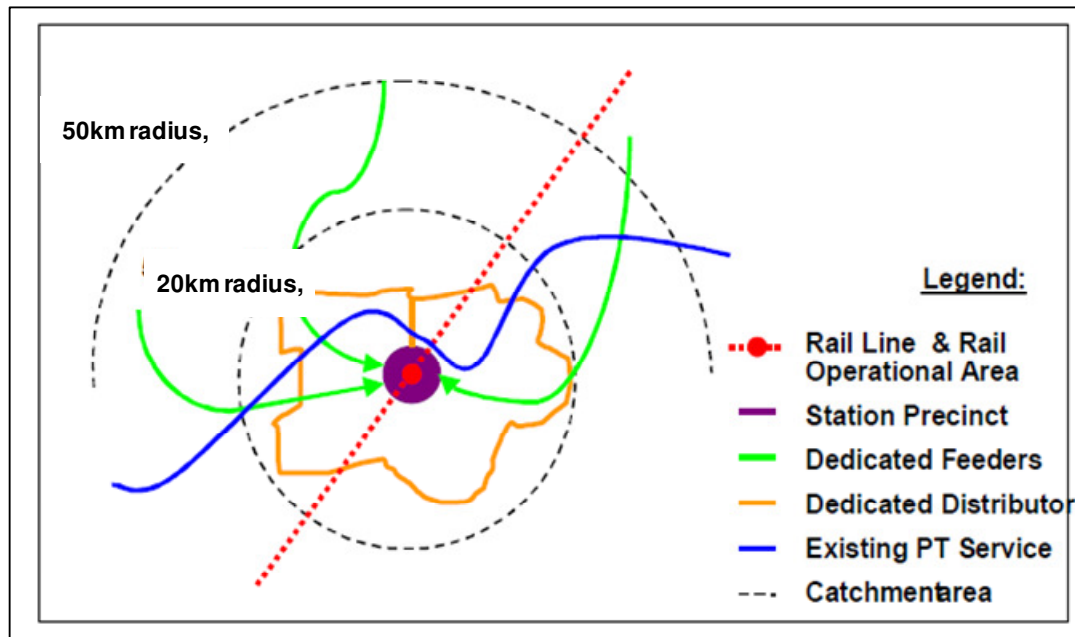 50km radius,
20km radius,
Legend:
Rail Line & Rail
Operational Area
Station Precinct
Dedicated Feeders
Dedicated Distributor
Existing PT Service
Catchmentarea